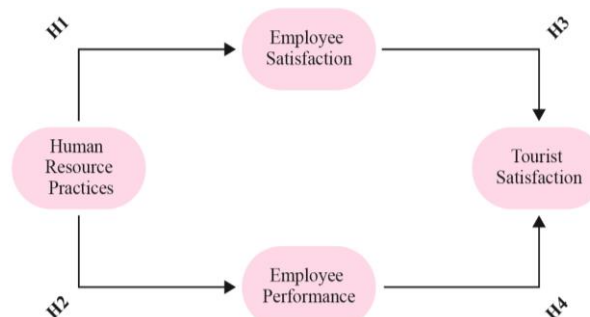 H1
Employee
Satisfaction
H3
Human
Resource
Practices
Tourist
Satisfaction
H2
Employee
Performance
H4